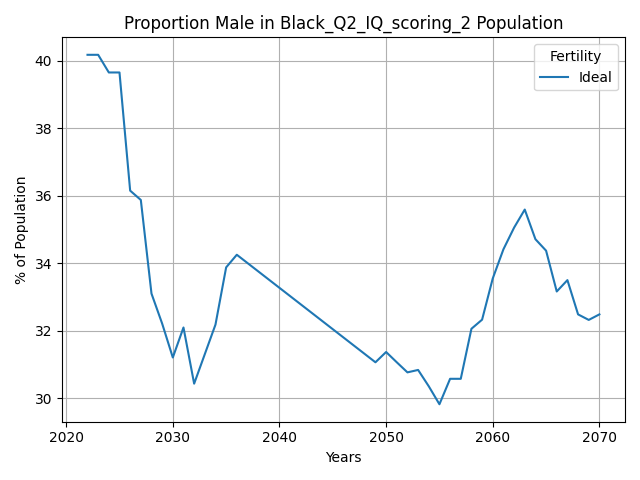 Proportion Male in Black_Q2_IQ_scoring_2 Population
Fertility
Ideal
% of Population
40
38
36
34
32
30
2020
2030
2040
2050
2060
2070
Years